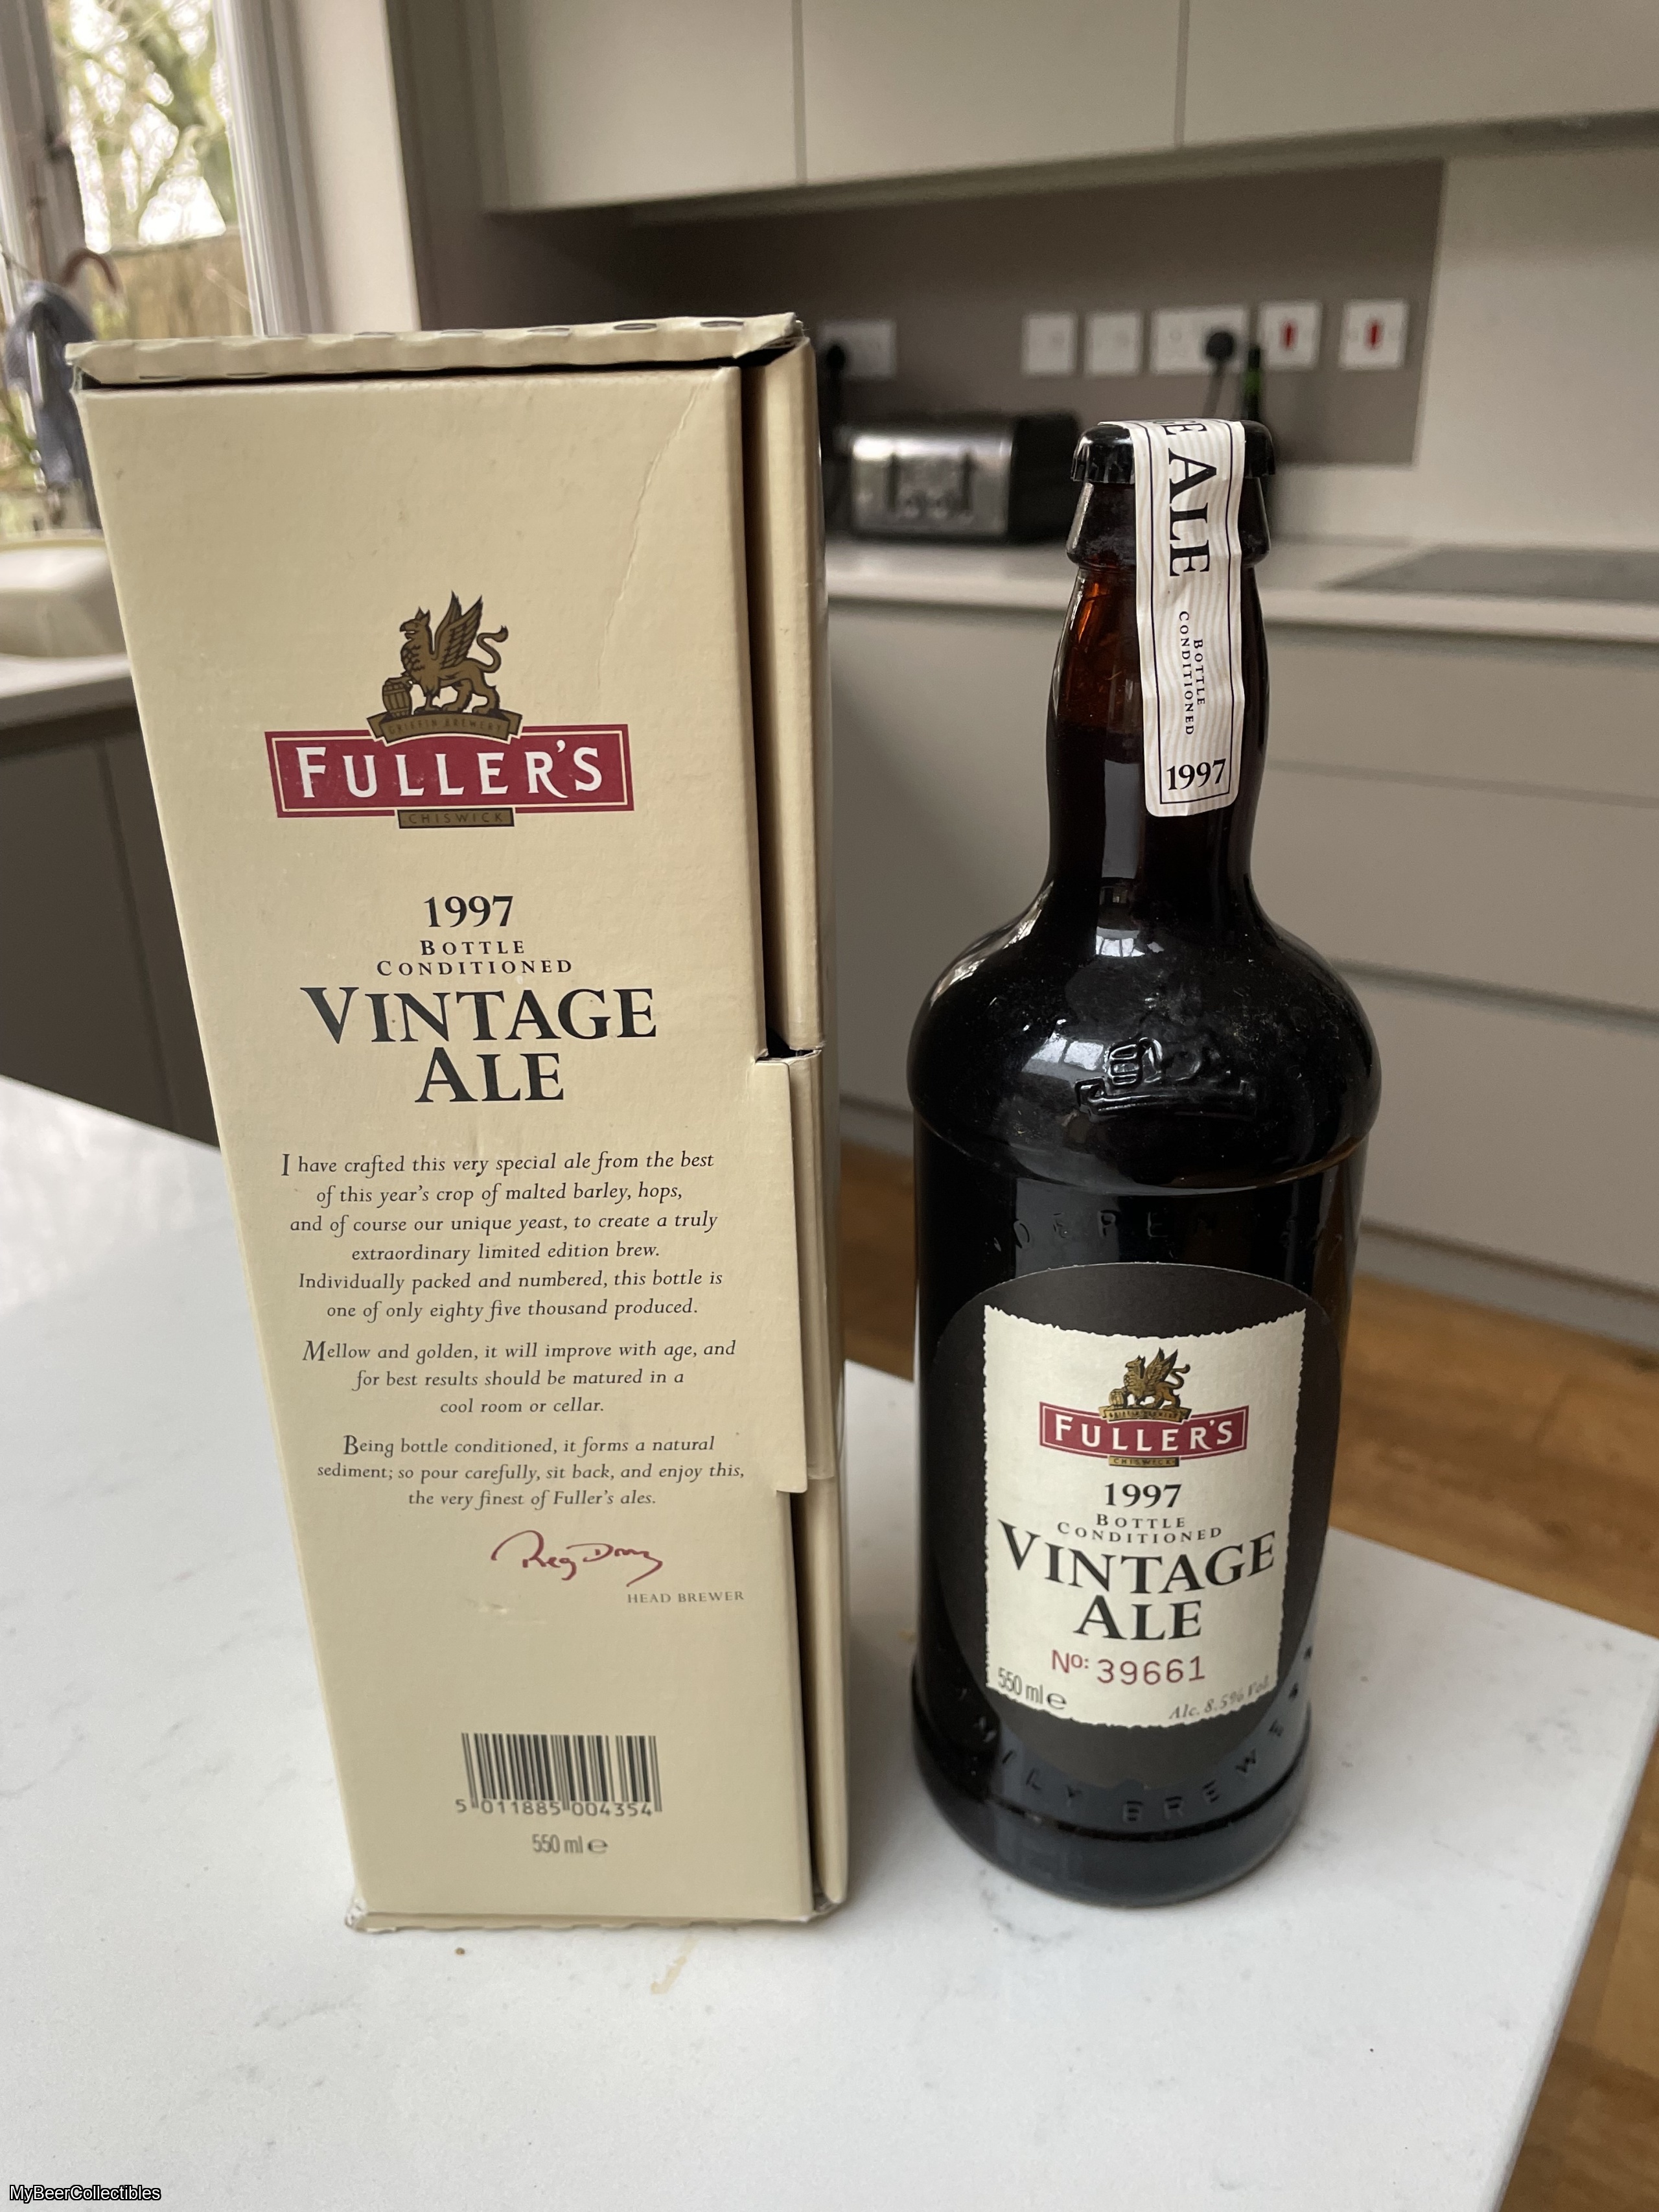 GRIFFIN BREWERY
FULLER'S
CHISWICK
1997
BOTTLE
CONDITIONED
VINTAGE
ALE
I have crafted this very special ale from the best
of this year's crop of malted barley, hops,
and of course our unique yeast, to create a truly
extraordinary limited edition brew.
Individually packed and numbered, this bottle is
one of only eighty five thousand produced.
Mellow and golden, it will improve with age, and
for best results should be matured in a
cool room or cellar.
Being bottle conditioned, it forms a natural
sediment; so pour carefully, sit back, and enjoy this,
the very finest of Fuller's ales.
HEAD BREWER
5 011885 004354
550 ml e
ALE
BOTTLE
CONDITIONED
1997
GRIFFIN BREWERY
FULLER'S
CHISWICK
1997
BOTTLE
CONDITIONED
VINTAGE
ALE
No: 39661
550 ml e
Alc. 8.5% Vol.
MyBeerCollectibles